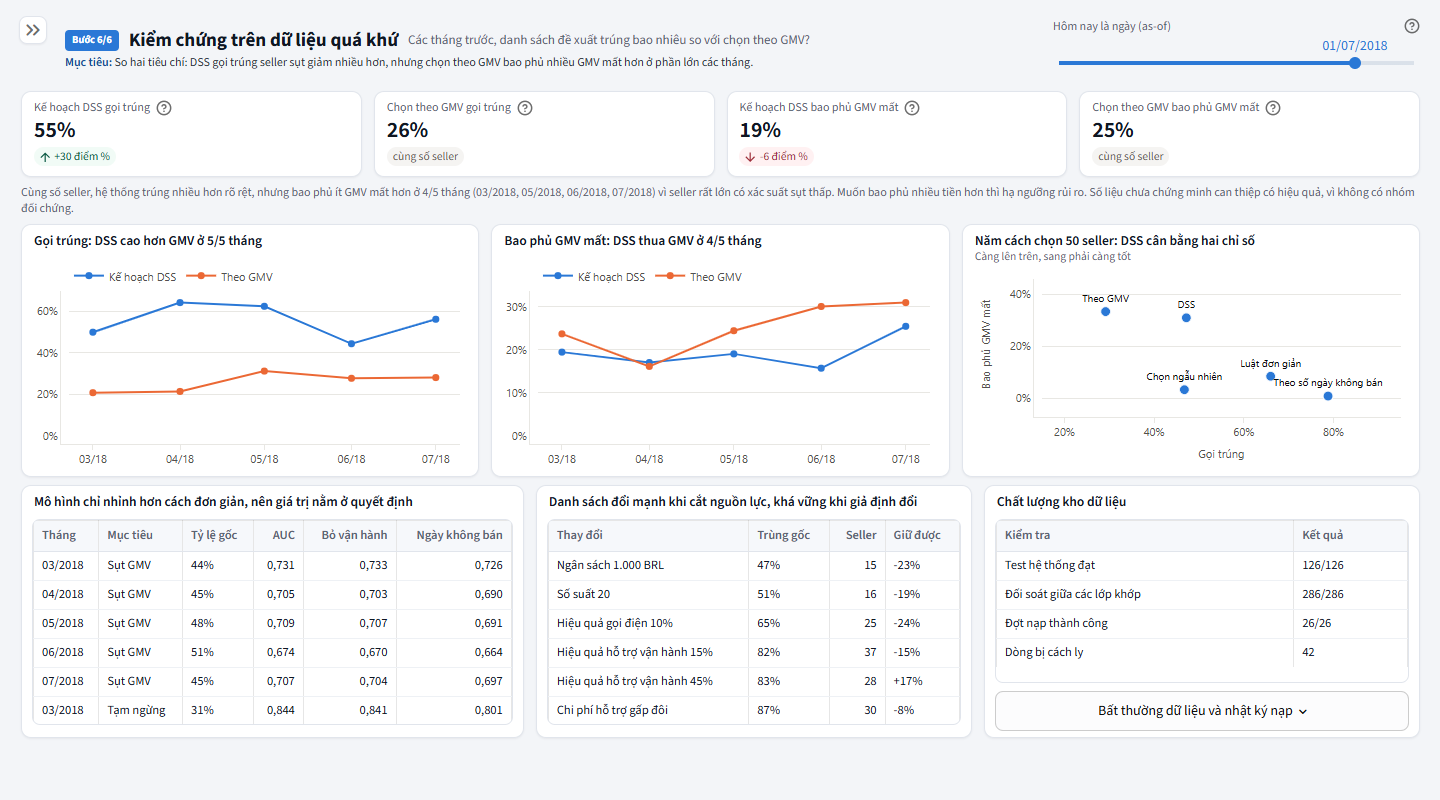 Bước 6/6 Kiểm chứng trên dữ liệu quá khứ Các tháng trước, danh sách đề xuất trúng bao nhiêu so với chọn theo GMV?
Mục tiêu: So hai tiêu chí: DSS gọi trúng seller sụt giảm nhiều hơn, nhưng chọn theo GMV bao phủ nhiều GMV mất hơn ở phần lớn các tháng.
Hôm nay là ngày (as-of)
01/07/2018
Kế hoạch DSS gọi trúng
55%
+30 điểm %
Chọn theo GMV gọi trúng
26%
cùng số seller
Kế hoạch DSS bao phủ GMV mất
19%
-6 điểm %
Chọn theo GMV bao phủ GMV mất
25%
cùng số seller
Cùng số seller, hệ thống trúng nhiều hơn rõ rệt, nhưng bao phủ ít GMV mất hơn ở 4/5 tháng (03/2018, 05/2018, 06/2018, 07/2018) vì seller rất lớn có xác suất sụt thấp. Muốn bao phủ nhiều tiền hơn thì hạ ngưỡng rủi ro. Số liệu chưa chứng minh can thiệp có hiệu quả, vì không có nhóm
đối chứng.
Gọi trúng: DSS cao hơn GMV ở 5/5 tháng
Kế hoạch DSS Theo GMV
60%
40%
20%
0%
03/18 04/18 05/18 06/18 07/18
Bao phủ GMV mất: DSS thua GMV ở 4/5 tháng
Kế hoạch DSS Theo GMV
30%
20%
10%
0%
03/18 04/18 05/18 06/18 07/18
Năm cách chọn 50 seller: DSS cân bằng hai chỉ số
Càng lên trên, sang phải càng tốt
Bao phủ GMV mất
40%
20%
0%
Theo GMV
DSS
Luật đơn giản
Chọn ngẫu nhiên
Theo số ngày không bán
20% 40% 60% 80%
Gọi trúng
Mô hình chỉ nhỉnh hơn cách đơn giản, nên giá trị nằm ở quyết định
Tháng Mục tiêu Tỷ lệ gốc AUC Bỏ vận hành Ngày không bán
03/2018 Sụt GMV 44% 0,731 0,733 0,726
04/2018 Sụt GMV 45% 0,705 0,703 0,690
05/2018 Sụt GMV 48% 0,709 0,707 0,691
06/2018 Sụt GMV 51% 0,674 0,670 0,664
07/2018 Sụt GMV 45% 0,707 0,704 0,697
03/2018 Tạm ngừng 31% 0,844 0,841 0,801
Danh sách đổi mạnh khi cắt nguồn lực, khá vững khi giả định đổi
Thay đổi Trùng gốc Seller Giữ được
Ngân sách 1.000 BRL 47% 15 -23%
Số suất 20 51% 16 -19%
Hiệu quả gọi điện 10% 65% 25 -24%
Hiệu quả hỗ trợ vận hành 15% 82% 37 -15%
Hiệu quả hỗ trợ vận hành 45% 83% 28 +17%
Chi phí hỗ trợ gấp đôi 87% 30 -8%
Chất lượng kho dữ liệu
Kiểm tra Kết quả
Test hệ thống đạt 126/126
Đối soát giữa các lớp khớp 286/286
Đợt nạp thành công 26/26
Dòng bị cách ly 42
Bất thường dữ liệu và nhật ký nạp